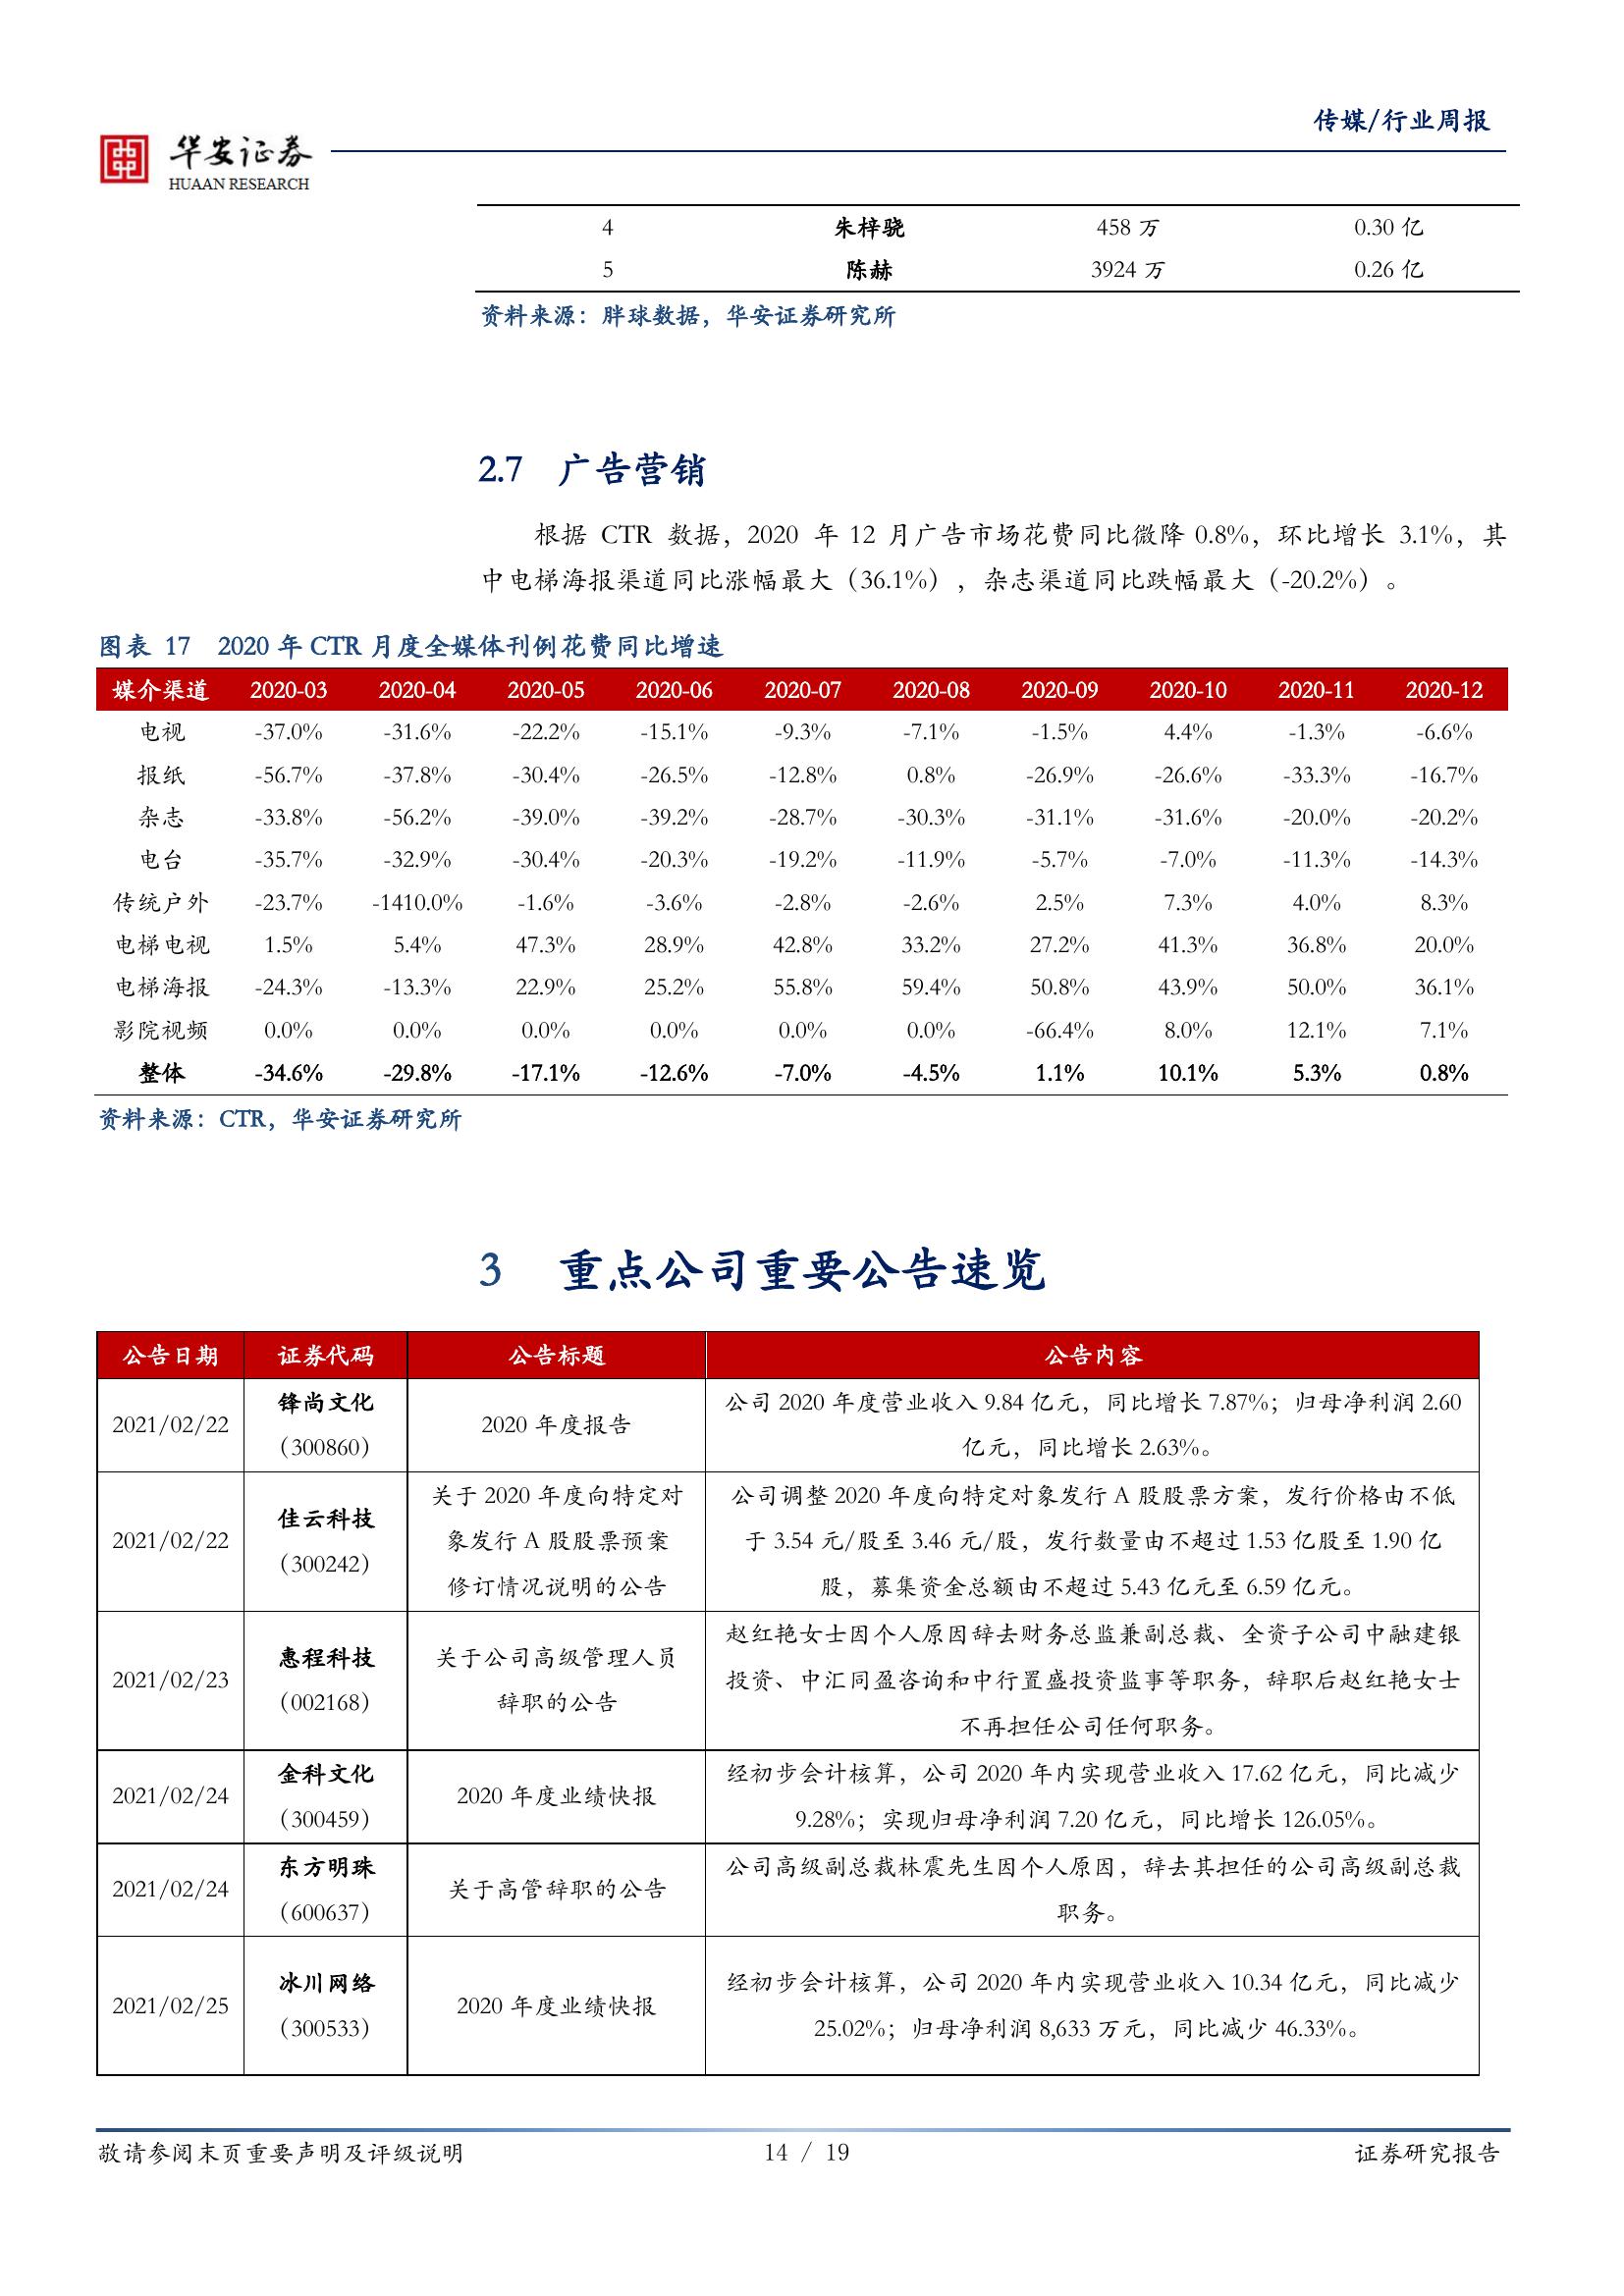 传媒/行业周报
华安证券
HUAAN RESEARCH
4 朱梓骁 458 万 0.30 亿
5 陈赫 3924 万 0.26 亿
资料来源：胖球数据，华安证券研究所
2.7 广告营销
根据 CTR 数据，2020 年 12 月广告市场花费同比微降 0.8%，环比增长 3.1%，其
中电梯海报渠道同比涨幅最大（36.1%），杂志渠道同比跌幅最大（-20.2%）。
图表 17 2020 年 CTR 月度全媒体刊例花费同比增速
媒介渠道 2020-03 2020-04 2020-05 2020-06 2020-07 2020-08 2020-09 2020-10 2020-11 2020-12
电视 -37.0% -31.6% -22.2% -15.1% -9.3% -7.1% -1.5% 4.4% -1.3% -6.6%
报纸 -56.7% -37.8% -30.4% -26.5% -12.8% 0.8% -26.9% -26.6% -33.3% -16.7%
杂志 -33.8% -56.2% -39.0% -39.2% -28.7% -30.3% -31.1% -31.6% -20.0% -20.2%
电台 -35.7% -32.9% -30.4% -20.3% -19.2% -11.9% -5.7% -7.0% -11.3% -14.3%
传统户外 -23.7% -1410.0% -1.6% -3.6% -2.8% -2.6% 2.5% 7.3% 4.0% 8.3%
电梯电视 1.5% 5.4% 47.3% 28.9% 42.8% 33.2% 27.2% 41.3% 36.8% 20.0%
电梯海报 -24.3% -13.3% 22.9% 25.2% 55.8% 59.4% 50.8% 43.9% 50.0% 36.1%
影院视频 0.0% 0.0% 0.0% 0.0% 0.0% 0.0% -66.4% 8.0% 12.1% 7.1%
整体 -34.6% -29.8% -17.1% -12.6% -7.0% -4.5% 1.1% 10.1% 5.3% 0.8%
资料来源：CTR，华安证券研究所
3 重点公司重要公告速览
公告日期 证券代码 公告标题 公告内容
2021/02/22
锋尚文化
（300860）
2020 年度报告
公司 2020 年度营业收入 9.84 亿元，同比增长 7.87%；归母净利润 2.60
亿元，同比增长 2.63%。
2021/02/22
佳云科技
（300242）
关于 2020 年度向特定对
象发行 A 股股票预案
修订情况说明的公告
公司调整 2020 年度向特定对象发行 A 股股票方案，发行价格由不低
于 3.54 元/股至 3.46 元/股，发行数量由不超过 1.53 亿股至 1.90 亿
股，募集资金总额由不超过 5.43 亿元至 6.59 亿元。
2021/02/23
惠程科技
（002168）
关于公司高级管理人员
辞职的公告
赵红艳女士因个人原因辞去财务总监兼副总裁、全资子公司中融建银
投资、中汇同盈咨询和中行置盛投资监事等职务，辞职后赵红艳女士
不再担任公司任何职务。
2021/02/24
金科文化
（300459）
2020 年度业绩快报
经初步会计核算，公司 2020 年内实现营业收入 17.62 亿元，同比减少
9.28%；实现归母净利润 7.20 亿元，同比增长 126.05%。
2021/02/24
东方明珠
（600637）
关于高管辞职的公告
公司高级副总裁林震先生因个人原因，辞去其担任的公司高级副总裁
职务。
2021/02/25
冰川网络
（300533）
2020 年度业绩快报
经初步会计核算，公司 2020 年内实现营业收入 10.34 亿元，同比减少
25.02%；归母净利润 8,633 万元，同比减少 46.33%。
敬请参阅末页重要声明及评级说明 14 / 19 证券研究报告